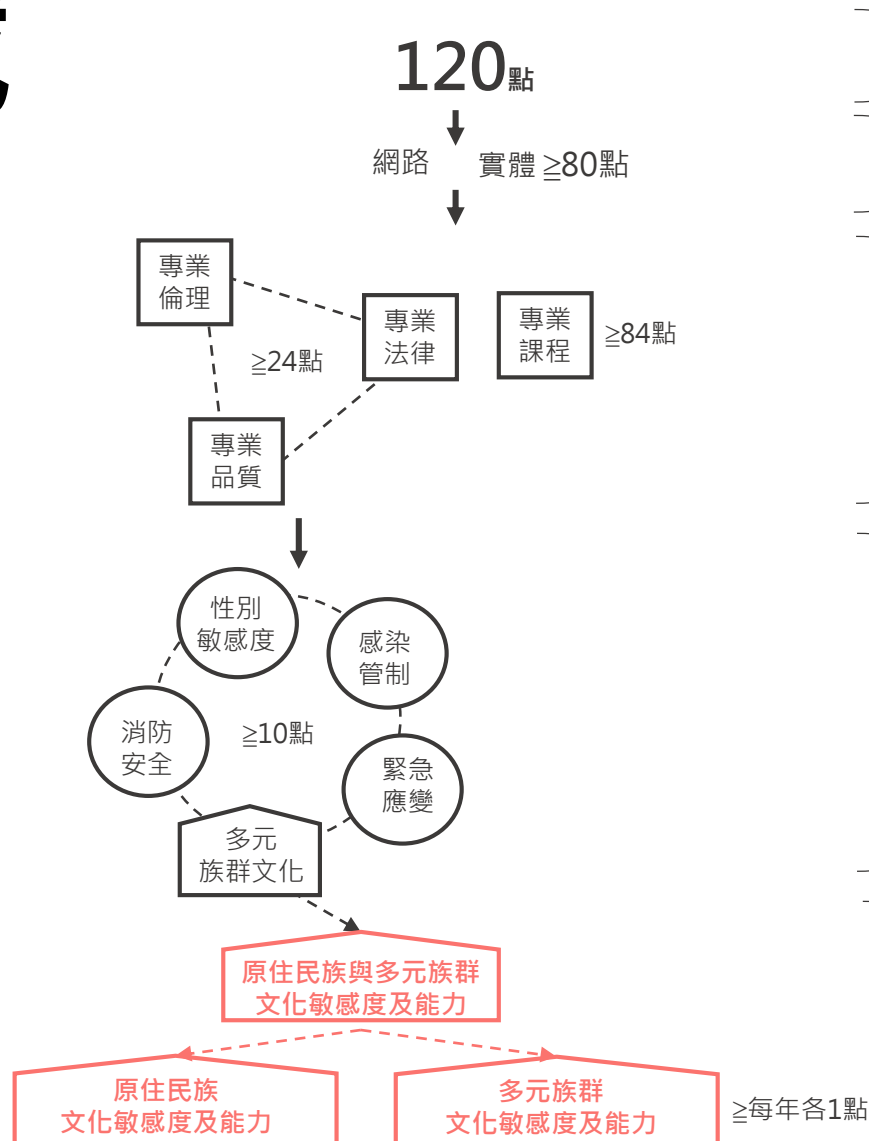 120點
網路 實體≧80點
專業
倫理
專業
法律
專業
課程
≧84點
≧24點
專業
品質
性別
敏感度
感染
管制
消防
安全
≧10點
緊急
應變
多元
族群文化
原住民族與多元族群
文化敏感度及能力
原住民族
文化敏感度及能力
多元族群
文化敏感度及能力
≧每年各1點